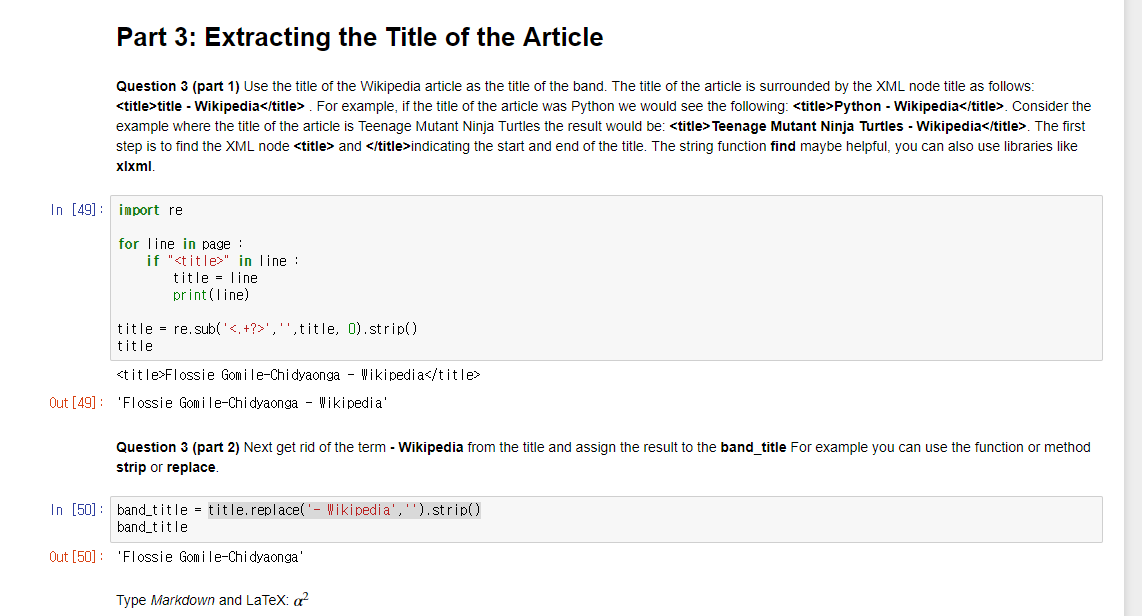 Part 3: Extracting the Title of the Article
Question 3 (part 1) Use the title of the Wikipedia article as the title of the band. The title of the article is surrounded by the XML node title as follows:
<title>title - Wikipedia</title> . For example, if the title of the article was Python we would see the following: <title>Python - Wikipedia</title>. Consider the
example where the title of the article is Teenage Mutant Ninja Turtles the result would be: <title>Teenage Mutant Ninja Turtles - Wikipedia</title>. The first
step is to find the XML node <title> and </title>indicating the start and end of the title. The string function find maybe helpful, you can also use libraries like
xlxml.
In [49]: import re
for line in page :
if "<title>" in line :
title = line
print(line)
title = re.sub('<.+?>','',title, 0).strip()
title
<title>Flossie Gomile-Chidyaonga - Wikipedia</title>
Out[49]: 'Flossie Gomile-Chidyaonga - Wikipedia'
Question 3 (part 2) Next get rid of the term - Wikipedia from the title and assign the result to the band_title For example you can use the function or method
strip or replace.
In [50]: band_title = title.replace('- Wikipedia','').strip()
band_title
Out[50]: 'Flossie Gomile-Chidyaonga'
Type Markdown and LaTeX: α²